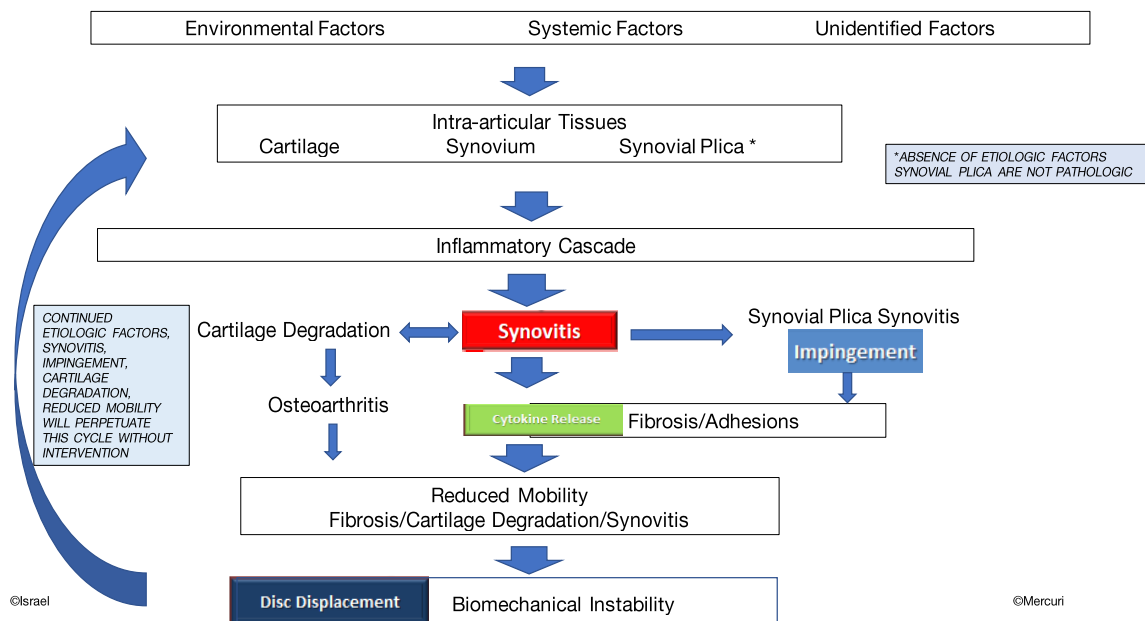 Environmental Factors Systemic Factors Unidentified Factors
Intra-articular Tissues
Cartilage Synovium Synovial Plica *
*ABSENCE OF ETIOLOGIC FACTORS
SYNOVIAL PLICA ARE NOT PATHOLOGIC
Inflammatory Cascade
CONTINUED
ETIOLOGIC FACTORS,
SYNOVITIS,
IMPINGEMENT,
CARTILAGE
DEGRADATION,
REDUCED MOBILITY
WILL PERPETUATE
THIS CYCLE WITHOUT
INTERVENTION
Cartilage Degradation
Synovitis
Synovial Plica Synovitis
Impingement
Osteoarthritis
Cytokine Release
Fibrosis/Adhesions
Reduced Mobility
Fibrosis/Cartilage Degradation/Synovitis
Disc Displacement
Biomechanical Instability
©Israel
©Mercuri